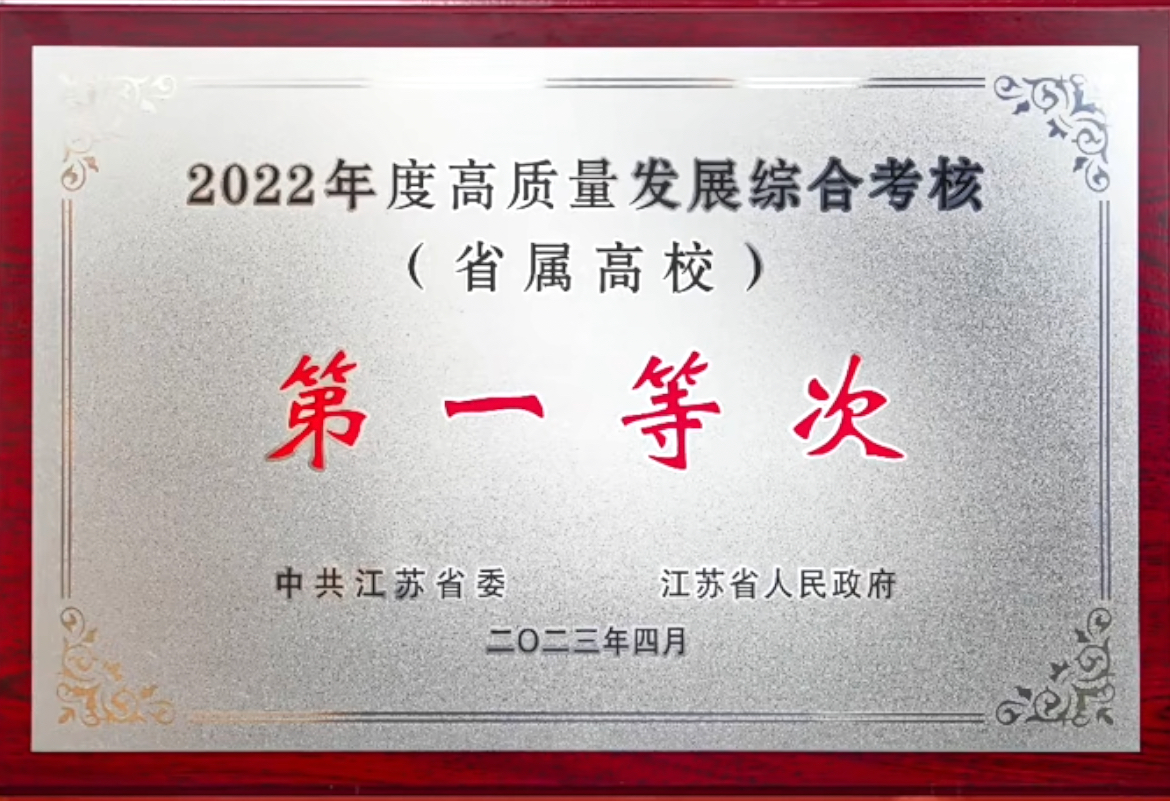 2022年度高质量发展综合考核
（省属高校）
第一等次
中共江苏省委 江苏省人民政府
二〇二三年四月